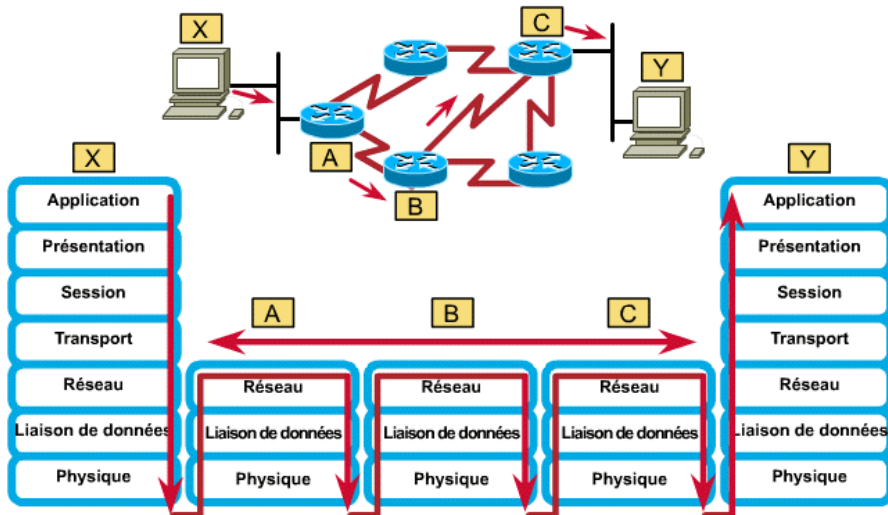 X
C
Y
A
B
X
Y
Application
Présentation
Session
Transport
Réseau
Liaison de données
Physique
A
B
C
Réseau
Liaison de données
Physique
Réseau
Liaison de données
Physique
Réseau
Liaison de données
Physique
Application
Présentation
Session
Transport
Réseau
Liaison de données
Physique